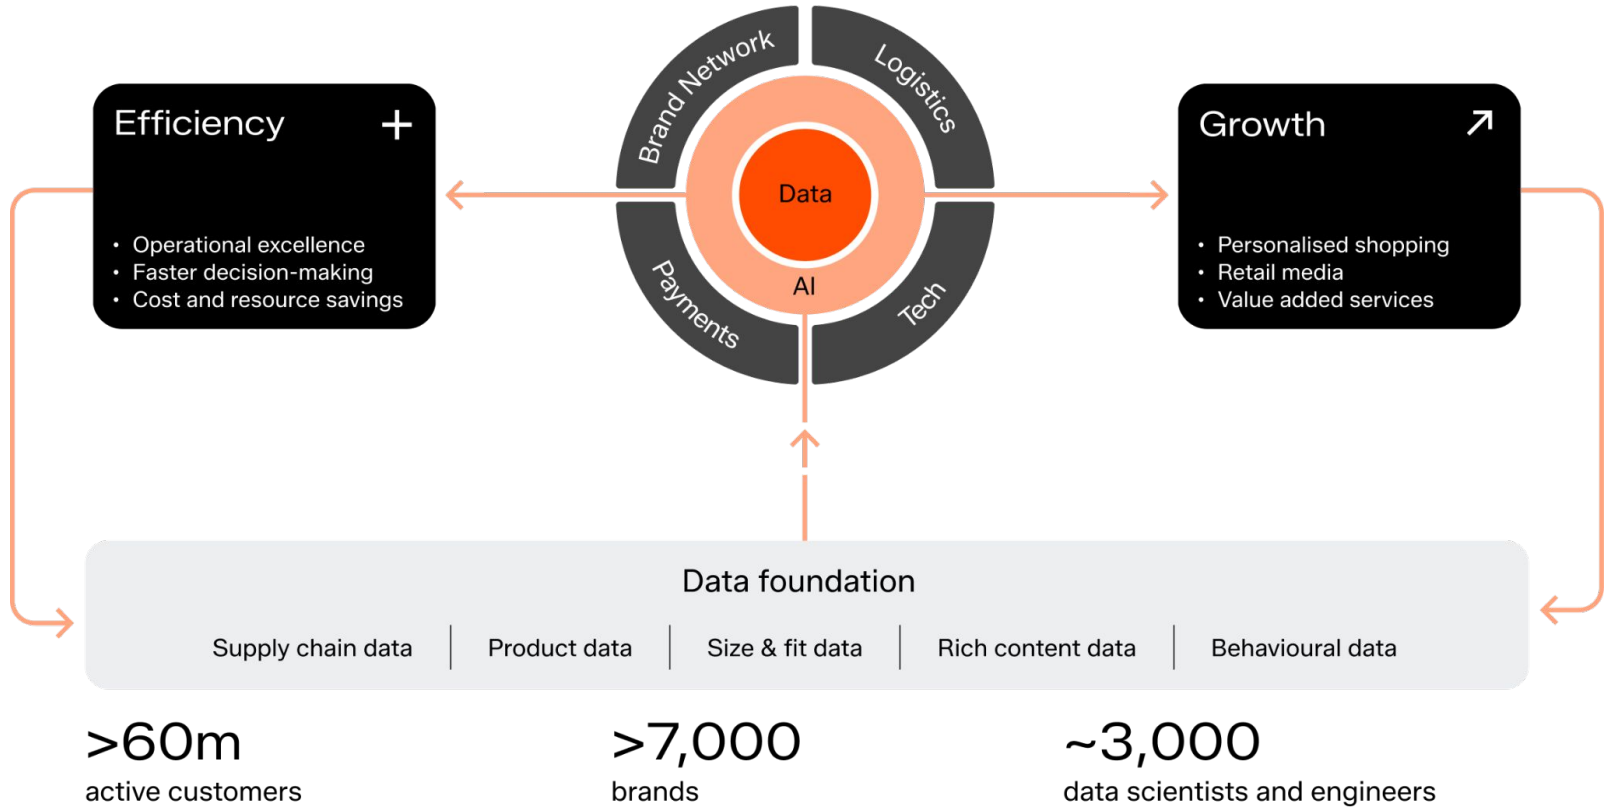 Brand Network
Logistics
Efficiency
+
• Operational excellence
• Faster decision-making
• Cost and resource savings
Data
AI
Payments
Tech
Growth
• Personalised shopping
• Retail media
• Value added services
Data foundation
Supply chain data
Product data
Size & fit data
Rich content data
Behavioural data
>60m
active customers
>7,000
brands
~3,000
data scientists and engineers